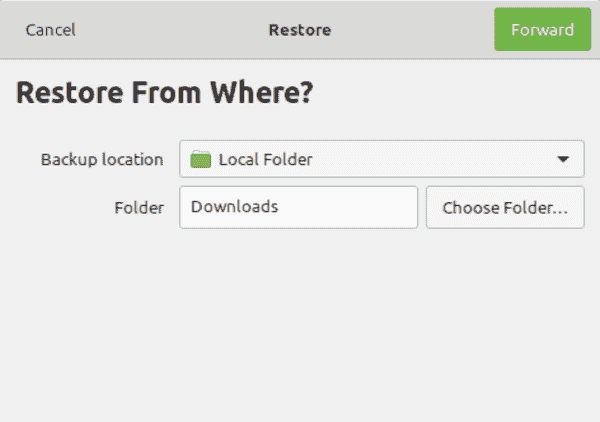 Cancel Restore Forward
Restore From Where?
Backup location Local Folder
Folder Downloads Choose Folder...